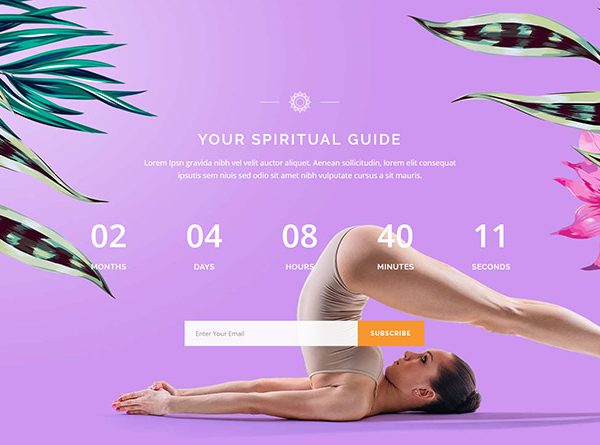 YOUR SPIRITUAL GUIDE
Lorem Ipsn gravida nibh vel velit auctor aliquet. Aenean sollicitudin, lorem elit consequat
ipsutis sem niuis sed odio sit amet nibh vulputate cursus a sit mauris.
02 04 08 40 11
MONTHS DAYS HOURS MINUTES SECONDS
Enter Your Email SUBSCRIBE